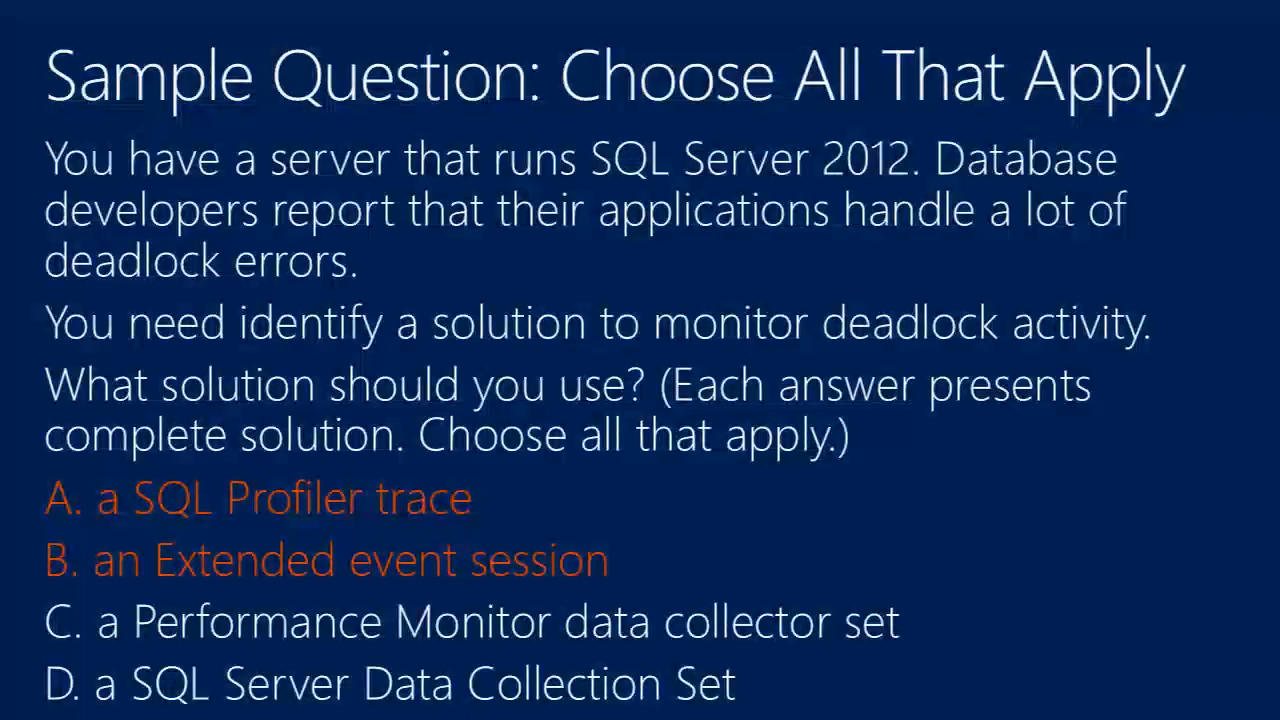 Sample Question: Choose All That Apply
You have a server that runs SQL Server 2012. Database
developers report that their applications handle a lot of
deadlock errors.
You need identify a solution to monitor deadlock activity.
What solution should you use? (Each answer presents
complete solution. Choose all that apply.)
A. a SQL Profiler trace
B. an Extended event session
C. a Performance Monitor data collector set
D. a SQL Server Data Collection Set